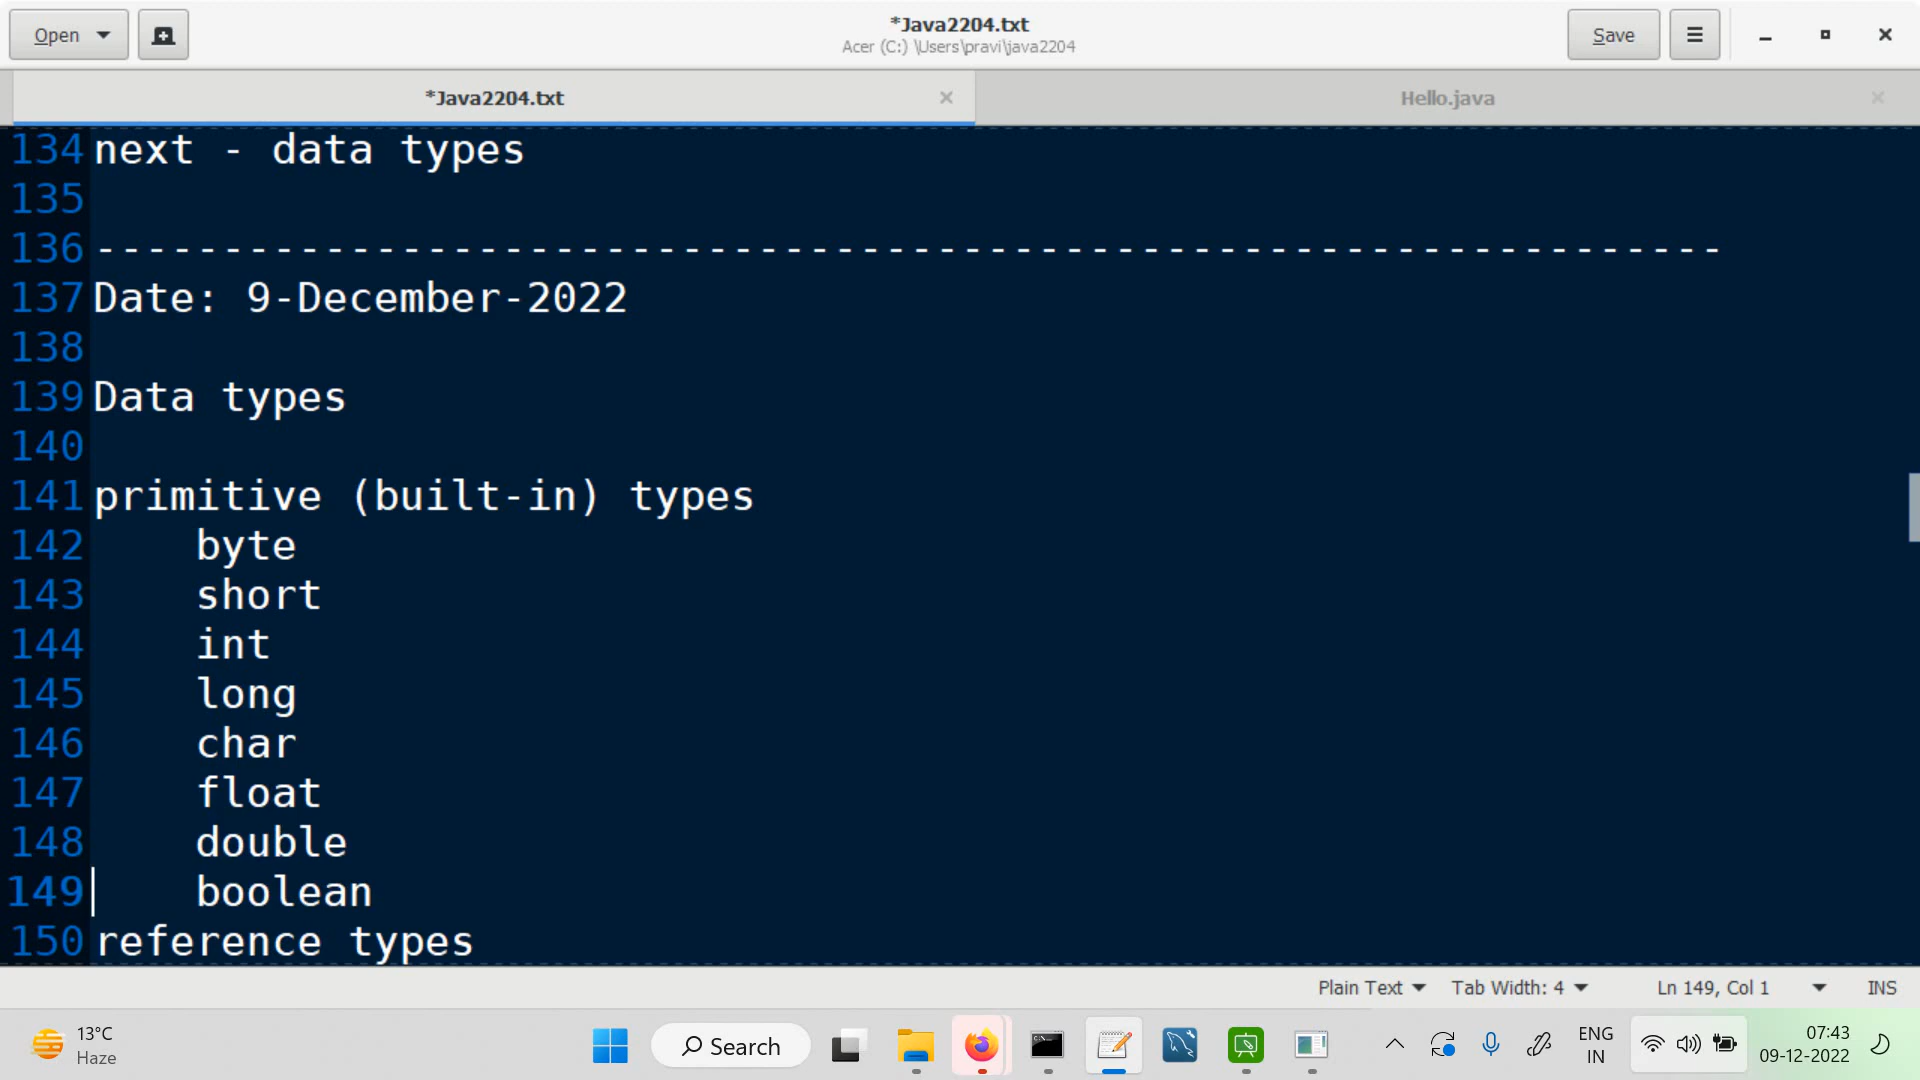 Open
*Java2204.txt
Acer (C:) \Users\pravi\java2204
Save
*Java2204.txt
Hello.java
134 next - data types
135
136 ----------------------------------------------------------------
137 Date: 9-December-2022
138
139 Data types
140
141 primitive (built-in) types
142     byte
143     short
144     int
145     long
146     char
147     float
148     double
149     boolean
150 reference types
Plain Text Tab Width: 4 Ln 149, Col 1 INS
13°C
Haze
Search
ENG
IN
07:43
09-12-2022